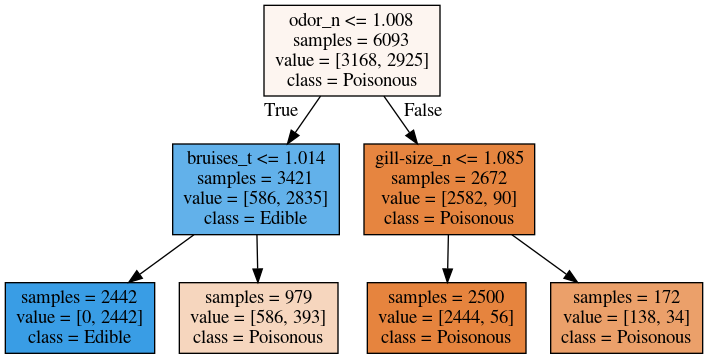 odor_n <= 1.008
samples = 6093
value = [3168, 2925]
class = Poisonous
True
False
bruises_t <= 1.014
samples = 3421
value = [586, 2835]
class = Edible
gill-size_n <= 1.085
samples = 2672
value = [2582, 90]
class = Poisonous
samples = 2442
value = [0, 2442]
class = Edible
samples = 979
value = [586, 393]
class = Poisonous
samples = 2500
value = [2444, 56]
class = Poisonous
samples = 172
value = [138, 34]
class = Poisonous